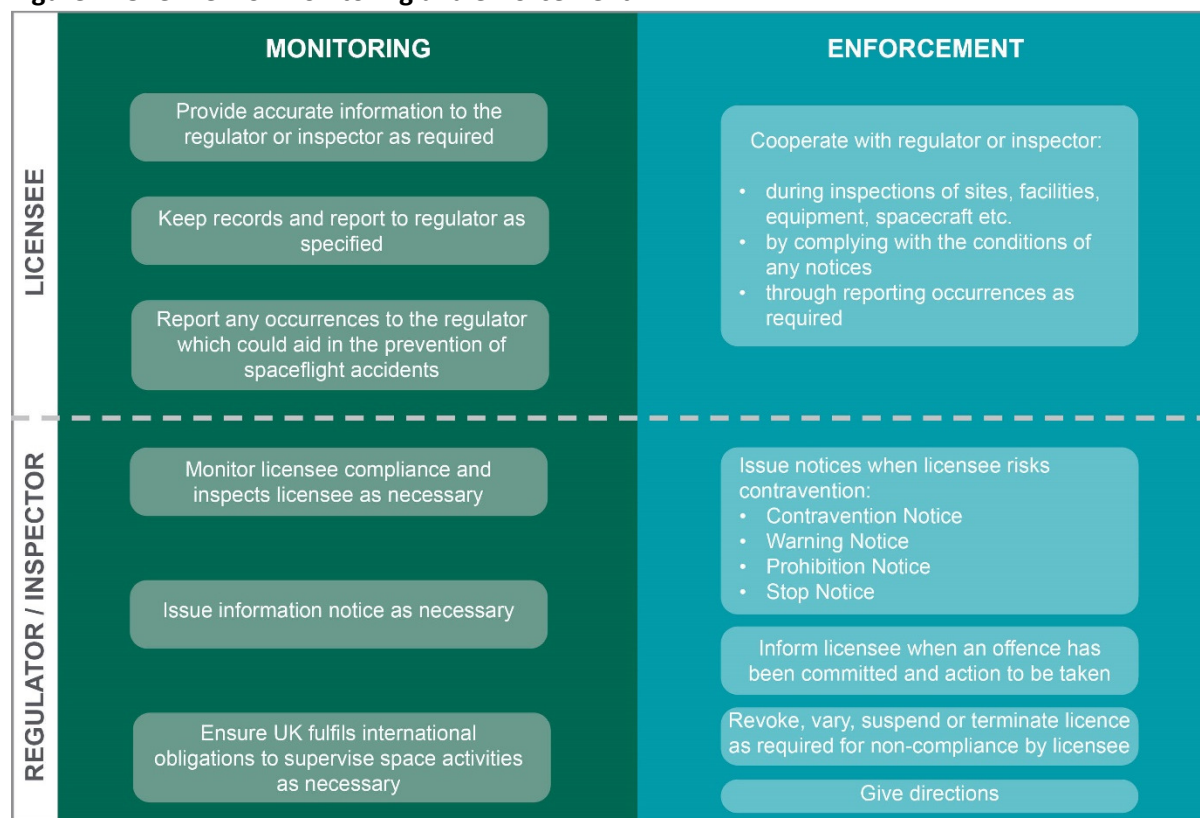 MONITORING
ENFORCEMENT
LICENSEE
Provide accurate information to the
regulator or inspector as required
Keep records and report to regulator as
specified
Report any occurrences to the regulator
which could aid in the prevention of
spaceflight accidents
Cooperate with regulator or inspector:
• during inspections of sites, facilities,
equipment, spacecraft etc.
• by complying with the conditions of
any notices
• through reporting occurrences as
required
REGULATOR / INSPECTOR
Monitor licensee compliance and
inspects licensee as necessary
Issue information notice as necessary
Ensure UK fulfils international
obligations to supervise space activities
as necessary
Issue notices when licensee risks
contravention:
• Contravention Notice
• Warning Notice
• Prohibition Notice
• Stop Notice
Inform licensee when an offence has
been committed and action to be taken
Revoke, vary, suspend or terminate licence
as required for non-compliance by licensee
Give directions